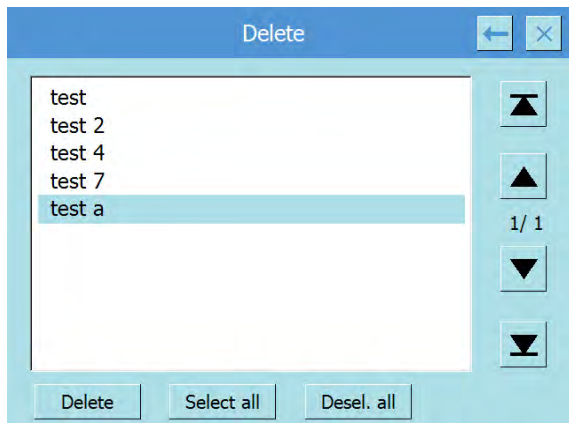 Delete
test
test 2
test 4
test 7
test a
1/ 1
Delete Select all Desel. all